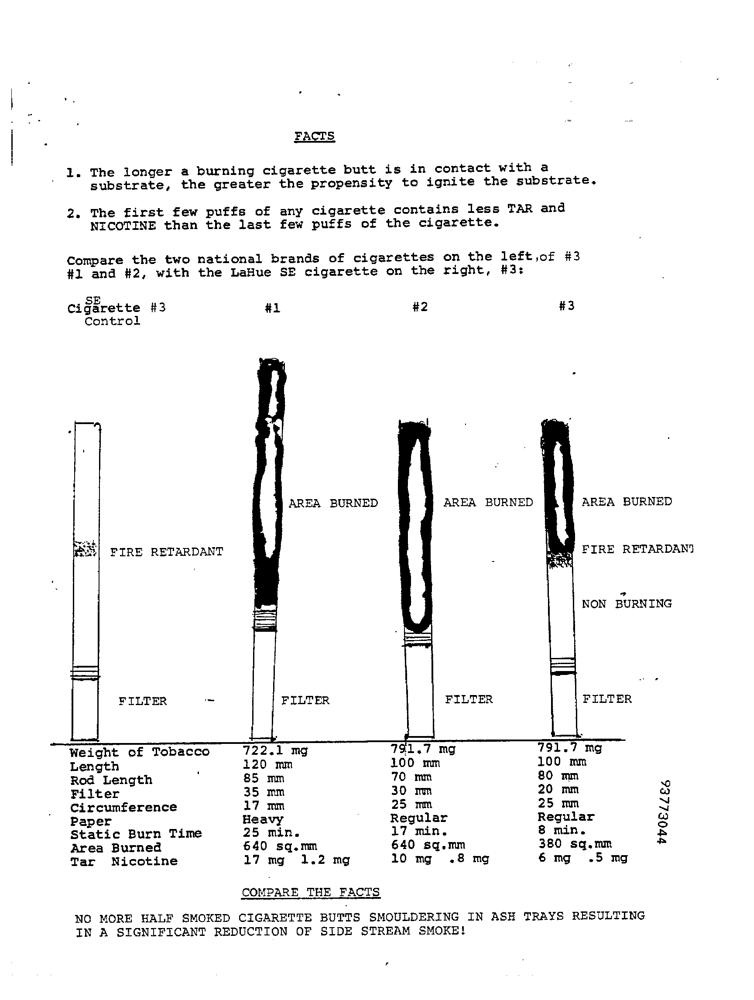 FACTS
1. The longer a burning cigarette butt is in contact with a
substrate, the greater the propensity to ignite the substrate.
2. The first few puffs of any cigarette contains less TAR and
NICOTINE than the last few puffs of the cigarette.
Compare the two national brands of cigarettes on the left, of #3
#1 and #2, with the LaHue SE cigarette on the right, #3:
SE
Cigarette #3 #1 #2 #3
Control
AREA BURNED AREA BURNED AREA BURNED
FIRE RETARDANT FIRE RETARDANT
NON BURNING
FILTER FILTER FILTER FILTER
Weight of Tobacco 722.1 mg 791.7 mg 791.7 mg
Length 120 mm 100 mm 100 mm
Rod Length 85 mm 70 mm 80 mm
Filter 35 mm 30 mm 20 mm
Circumference 17 mm 25 mm 25 mm
Paper Heavy Regular Regular
Static Burn Time 25 min. 17 min. 8 min.
Area Burned 640 sq.mm 640 sq.mm 380 sq.mm
Tar Nicotine 17 mg 1.2 mg 10 mg .8 mg 6 mg .5 mg
93773044
COMPARE THE FACTS
NO MORE HALF SMOKED CIGARETTE BUTTS SMOULDERING IN ASH TRAYS RESULTING
IN A SIGNIFICANT REDUCTION OF SIDE STREAM SMOKE!